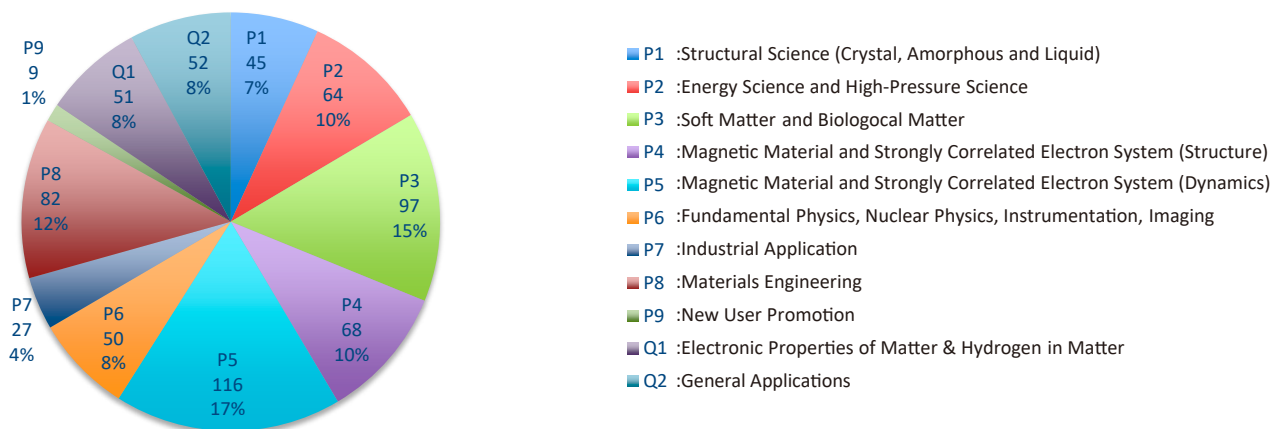 P1
45
7%
P2
64
10%
P3
97
15%
P4
68
10%
P5
116
17%
P6
50
8%
P7
27
4%
P8
82
12%
P9
9
1%
Q1
51
8%
Q2
52
8%
P1 :Structural Science (Crystal, Amorphous and Liquid)
P2 :Energy Science and High-Pressure Science
P3 :Soft Matter and Biologocal Matter
P4 :Magnetic Material and Strongly Correlated Electron System (Structure)
P5 :Magnetic Material and Strongly Correlated Electron System (Dynamics)
P6 :Fundamental Physics, Nuclear Physics, Instrumentation, Imaging
P7 :Industrial Application
P8 :Materials Engineering
P9 :New User Promotion
Q1 :Electronic Properties of Matter & Hydrogen in Matter
Q2 :General Applications